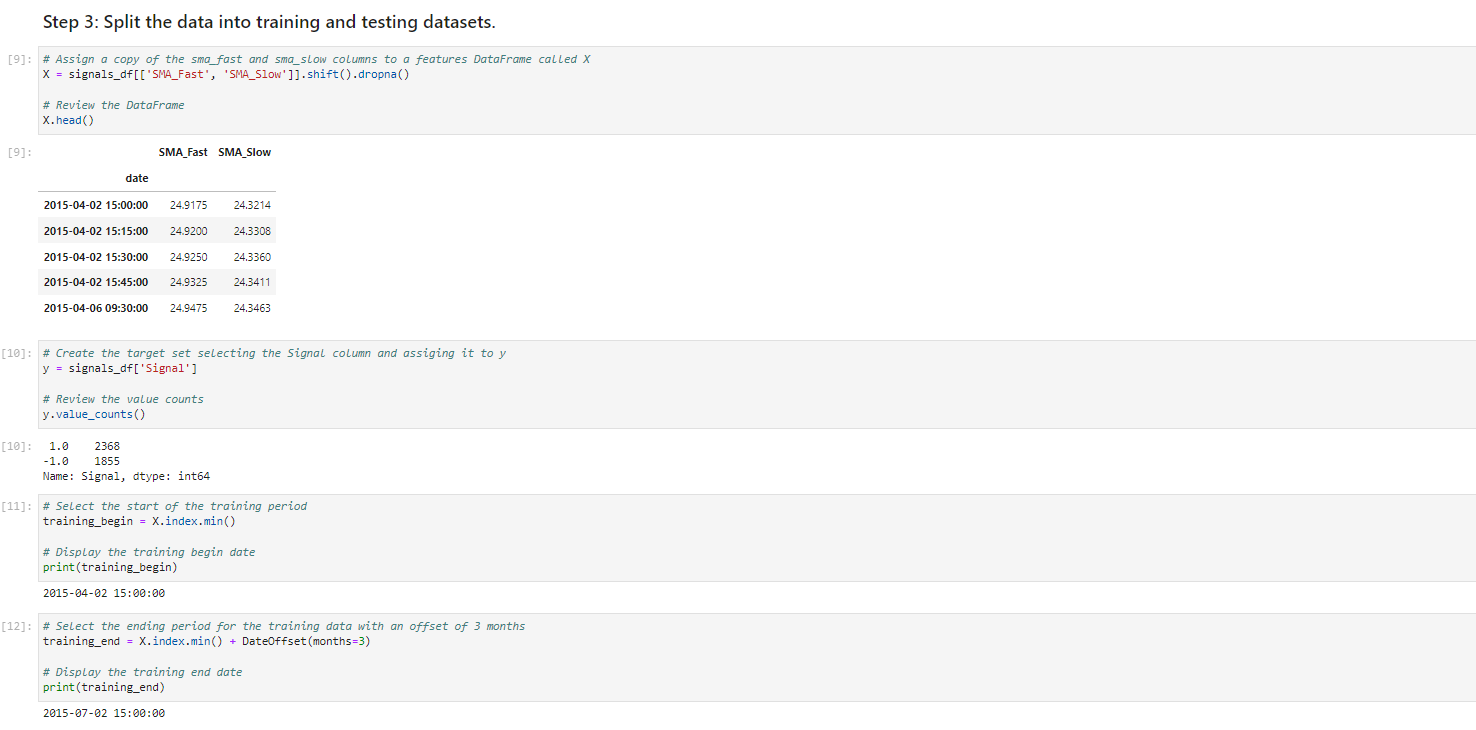 Step 3: Split the data into training and testing datasets.
[9]: # Assign a copy of the sma_fast and sma_slow columns to a features DataFrame called X
X = signals_df[['SMA_Fast', 'SMA_Slow']].shift().dropna()
# Review the DataFrame
X.head()
[9]:
SMA_Fast SMA_Slow
date
2015-04-02 15:00:00 24.9175 24.3214
2015-04-02 15:15:00 24.9200 24.3308
2015-04-02 15:30:00 24.9250 24.3360
2015-04-02 15:45:00 24.9325 24.3411
2015-04-06 09:30:00 24.9475 24.3463
[10]: # Create the target set selecting the Signal column and assiging it to y
y = signals_df['Signal']
# Review the value counts
y.value_counts()
[10]: 1.0 2368
-1.0 1855
Name: Signal, dtype: int64
[11]: # Select the start of the training period
training_begin = X.index.min()
# Display the training begin date
print(training_begin)
2015-04-02 15:00:00
[12]: # Select the ending period for the training data with an offset of 3 months
training_end = X.index.min() + DateOffset(months=3)
# Display the training end date
print(training_end)
2015-07-02 15:00:00